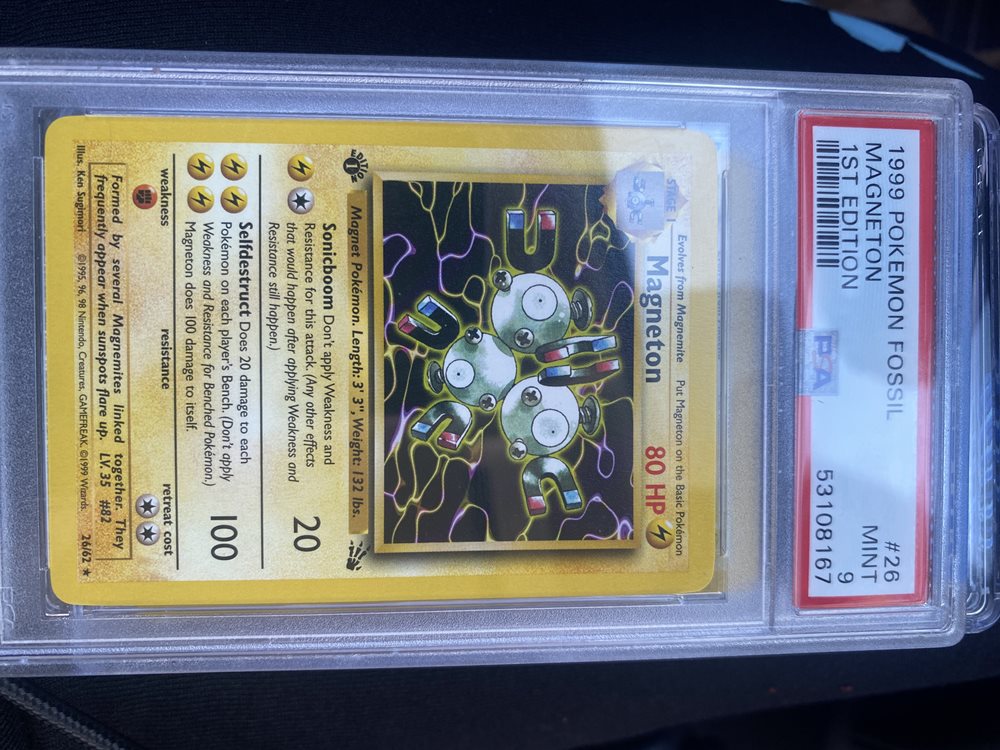 1999 POKEMON FOSSIL #26
MAGNETON MINT 9
1ST EDITION 53108167
PSA
STAGE 1
Evolves from Magnemite Put Magneton on the Basic Pokémon
Magneton 80 HP
EDITION
1
Magnet Pokémon. Length: 3' 3", Weight: 132 lbs.
Sonicboom Don't apply Weakness and
Resistance for this attack. (Any other effects
that would happen after applying Weakness and
Resistance still happen.)
20
Selfdestruct Does 20 damage to each
Pokémon on each player's Bench. (Don't apply
Weakness and Resistance for Benched Pokémon.)
Magneton does 100 damage to itself.
100
weakness resistance retreat cost
Formed by several Magnemites linked together. They
frequently appear when sunspots flare up. LV. 35 #82
Illus. Ken Sugimori ©1995, 96, 98 Nintendo, Creatures, GAMEFREAK. ©1999 Wizards. 26/62 ★